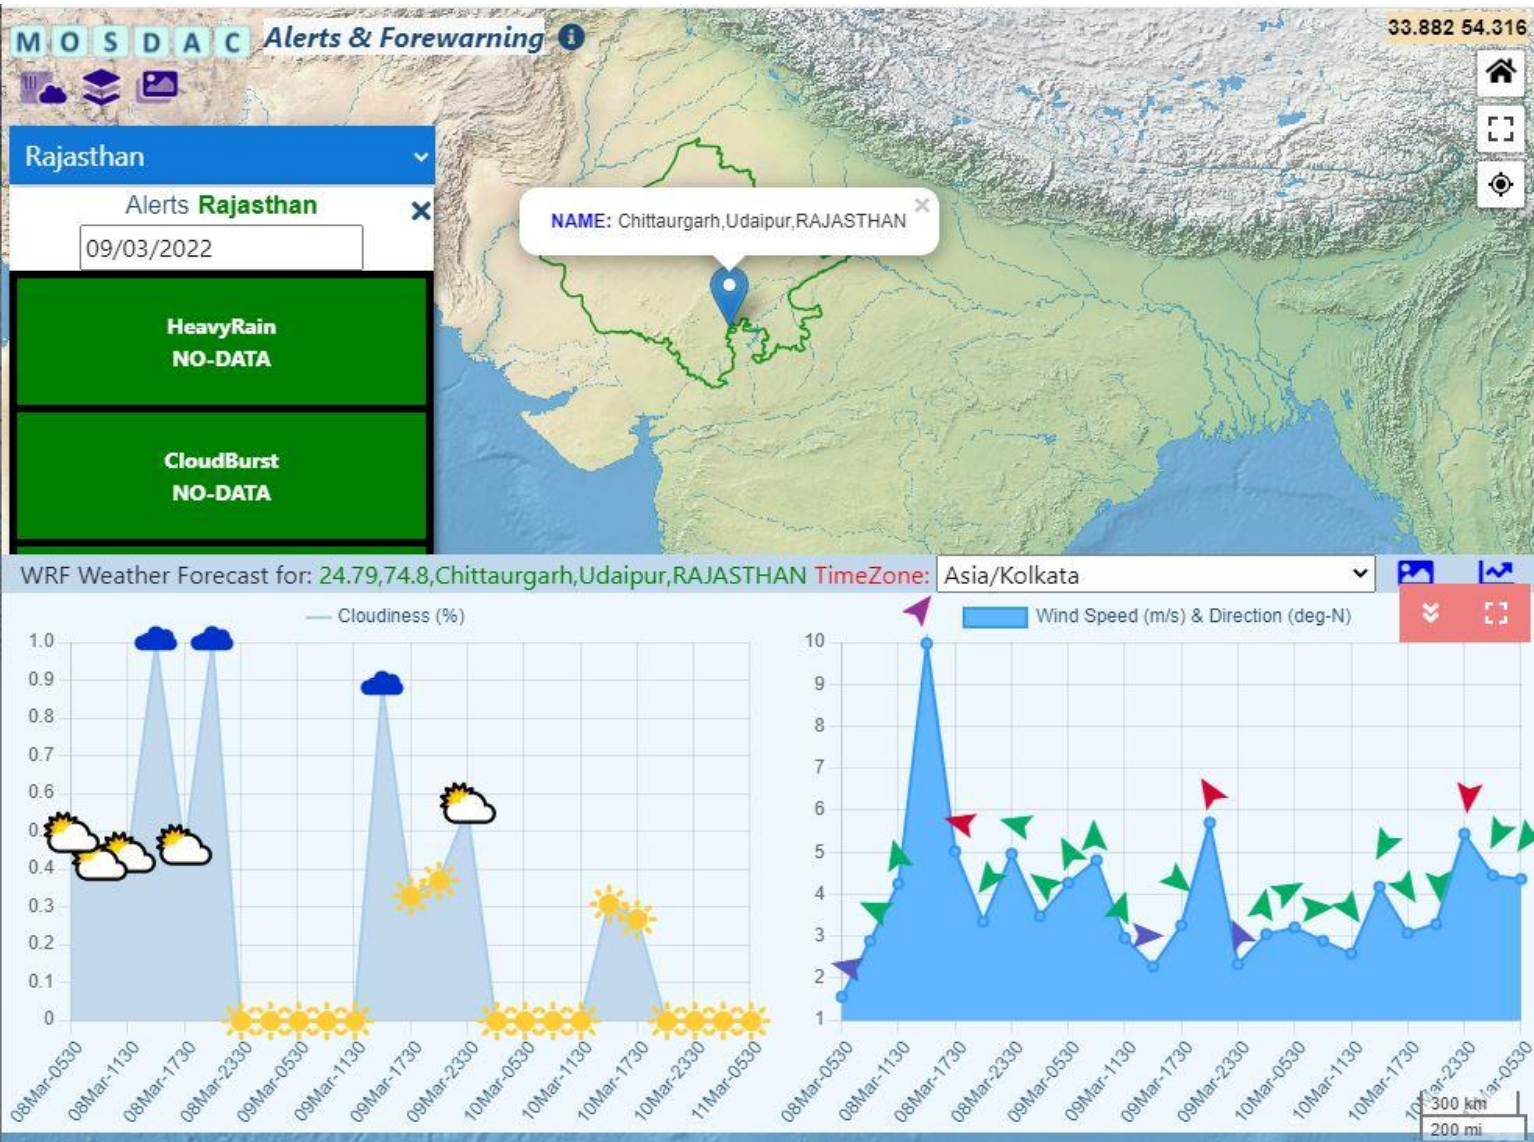 MOSDAC Alerts & Forewarning
33.882 54.316
Rajasthan
Alerts Rajasthan
09/03/2022
NAME: Chittaurgarh,Udaipur,RAJASTHAN
×
HeavyRain
NO-DATA
CloudBurst
NO-DATA
WRF Weather Forecast for: 24.79,74.8,Chittaurgarh,Udaipur,RAJASTHAN TimeZone: Asia/Kolkata
Cloudiness (%)
1.0
0.9
0.8
0.7
0.6
0.4
0.3
0.2
0.1
0
08Mar-0530
08Mar-1130
08Mar-1730
08Mar-2330
09Mar-0530
09Mar-1130
09Mar-1730
09Mar-2330
10Mar-0530
10Mar-1130
10Mar-1730
10Mar-2330
11Mar-0530
Wind Speed (m/s) & Direction (deg-N)
10
9
8
7
6
5
4
3
2
1
08Mar-0530
08Mar-1130
08Mar-1730
08Mar-2330
09Mar-0530
09Mar-1130
09Mar-1730
09Mar-2330
10Mar-0530
10Mar-1130
10Mar-1730
300 km
200 mi